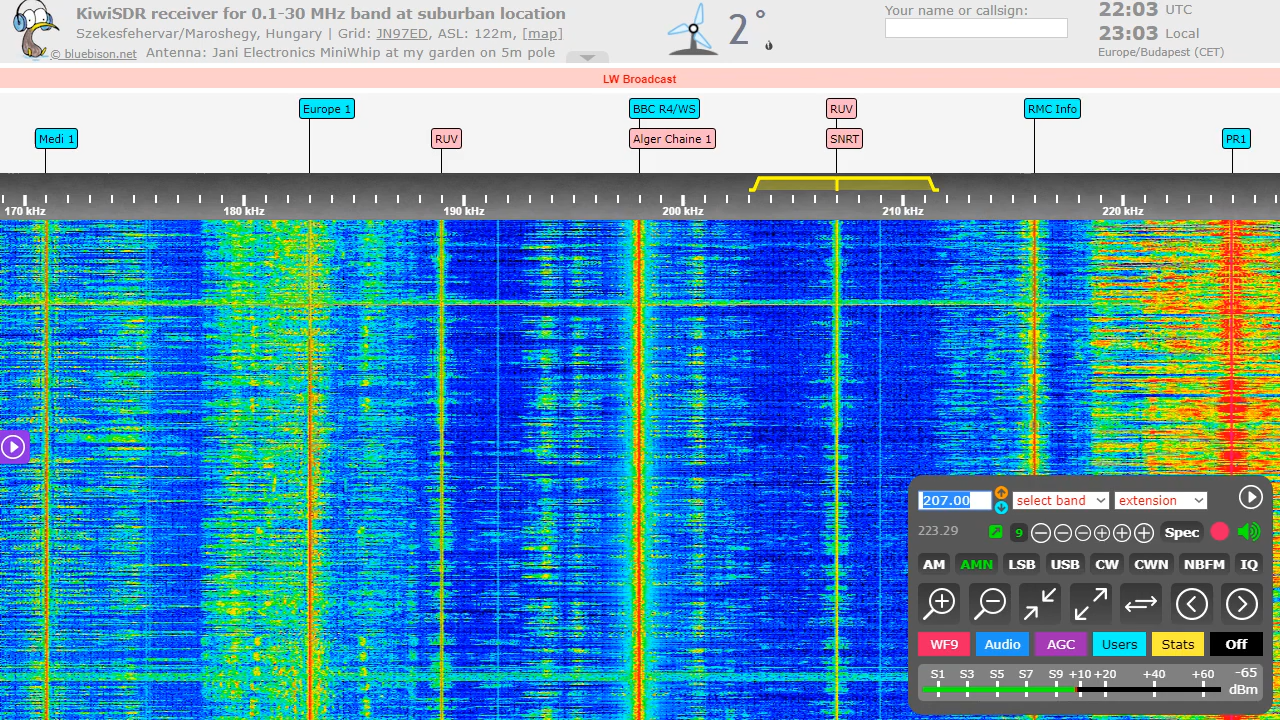 KiwiSDR receiver for 0.1-30 MHz band at suburban location
Szekesfehervar/Maroshegy, Hungary | Grid: JN97ED, ASL: 122m, [map]
© bluebison.net Antenna: Jani Electronics MiniWhip at my garden on 5m pole
2°
Your name or callsign:
22:03 UTC
23:03 Local
Europe/Budapest (CET)
LW Broadcast
Europe 1 BBC R4/WS RUV RMC Info
Medi 1 RUV Alger Chaine 1 SNRT PR1
170 kHz 180 kHz 190 kHz 200 kHz 210 kHz 220 kHz
207.00 select band extension
223.29 9 Spec
AM AMN LSB USB CW CWN NBFM IQ
WF9 Audio AGC Users Stats Off
S1 S3 S5 S7 S9 +10 +20 +40 +60 -65
dBm